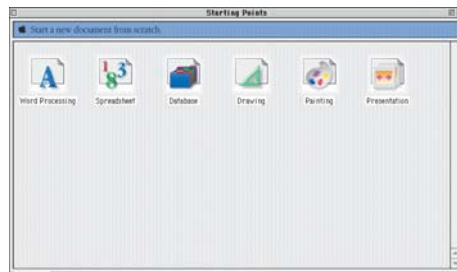 Starting Points
Start a new document from scratch.
Word Processing Spreadsheet Database Drawing Painting Presentation